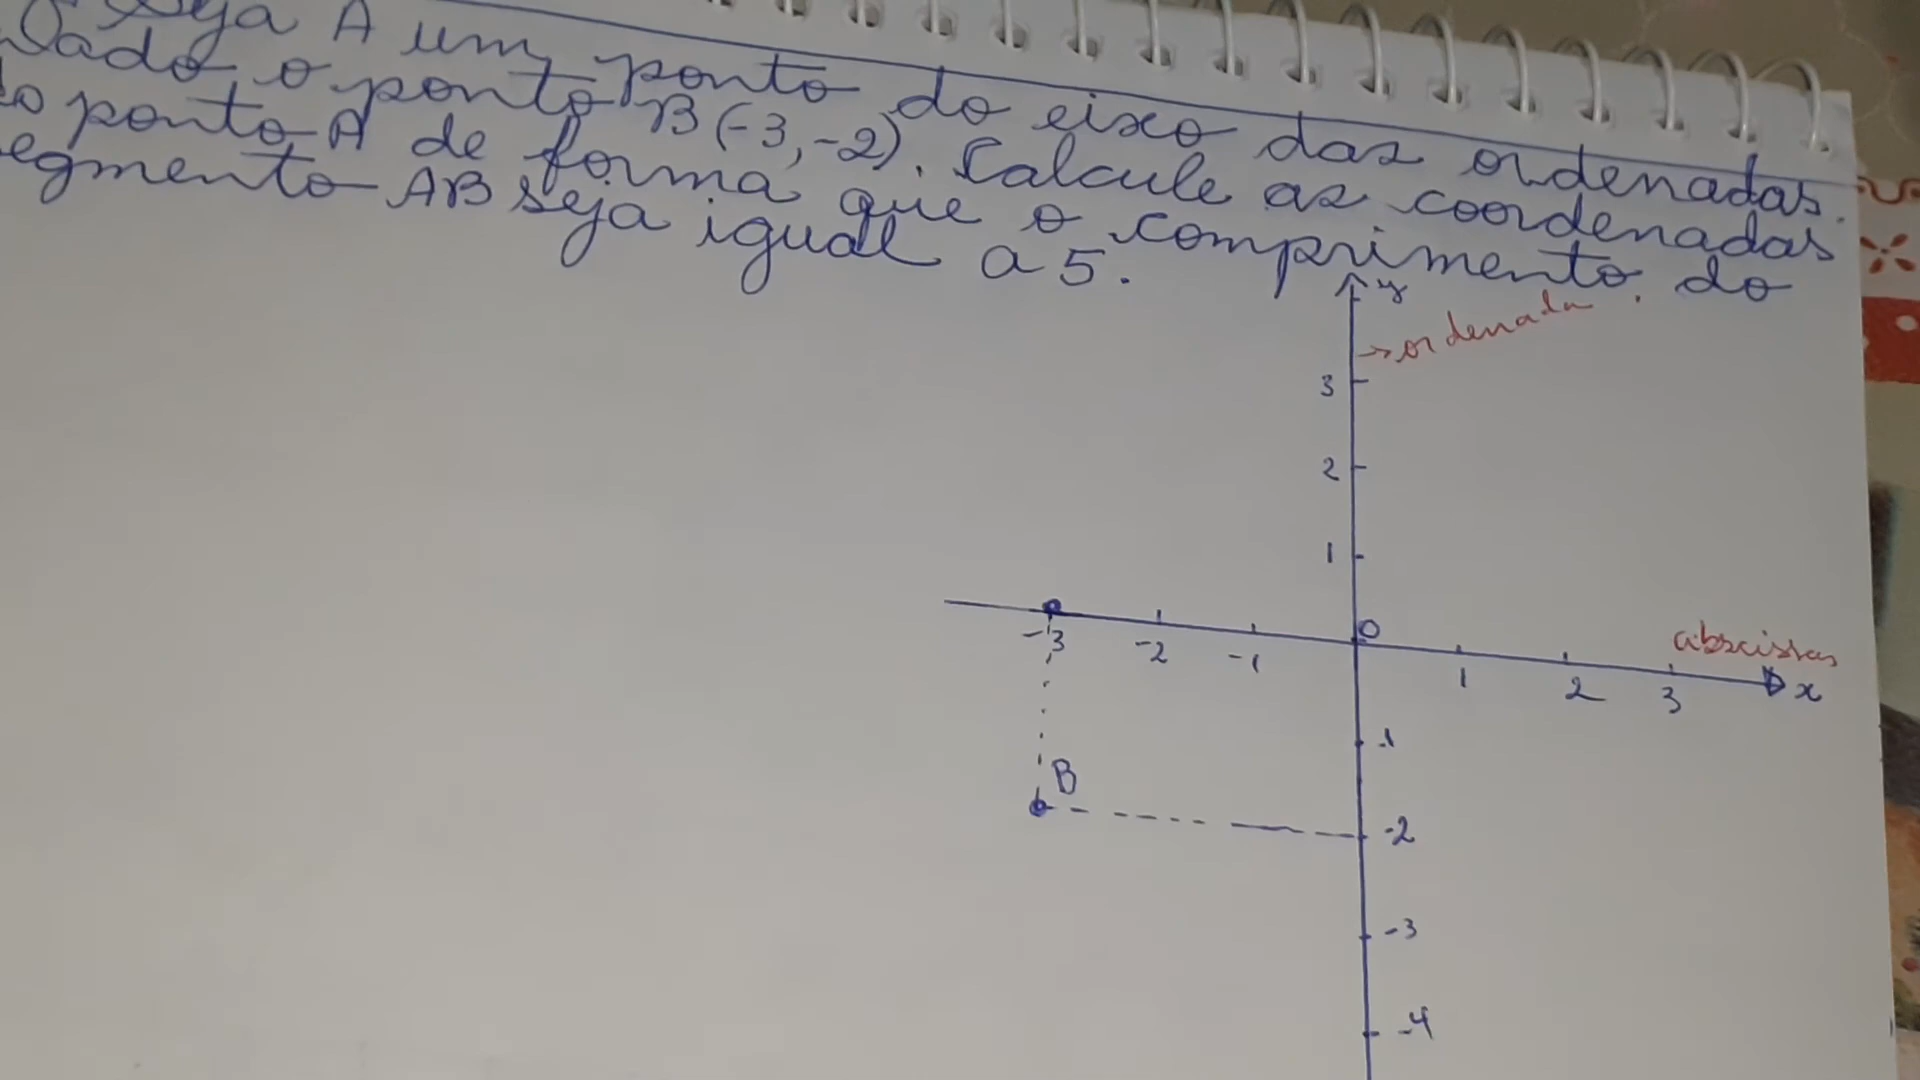 Seja A um ponto do eixo das ordenadas.
Dado o ponto B(-3,-2). Calcule as coordenadas
do ponto A de forma que o comprimento do
segmento AB seja igual a 5.
y
→ordenada
3
2
1
-3 -2 -1 0 1 2 3 x
abscissas
-1
B
-2
-3
-4